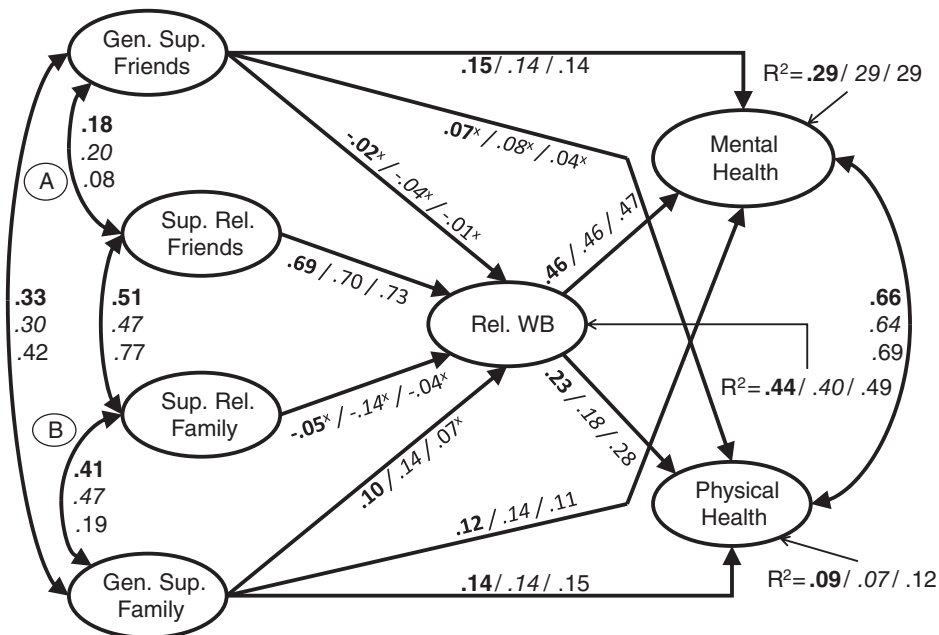 Gen. Sup.
Friends
.15 / .14 / .14
R²= .29 / 29 / 29
.18
.20
.08
A
-.02ˣ / -.04ˣ / -.01ˣ
.07ˣ / .08ˣ / .04ˣ
Mental
Health
Sup. Rel.
Friends
.69 / .70 / .73
.46 / .46 / .47
.33
.30
.42
.51
.47
.77
Rel. WB
.66
.64
.69
R²= .44 / .40 / .49
Sup. Rel.
Family
-.05ˣ / -.14ˣ / -.04ˣ
.23 / .18 / .28
B
.41
.47
.19
.10 / .14 / .07ˣ
.12 / .14 / .11
Physical
Health
Gen. Sup.
Family
.14 / .14 / .15
R²= .09 / .07 / .12